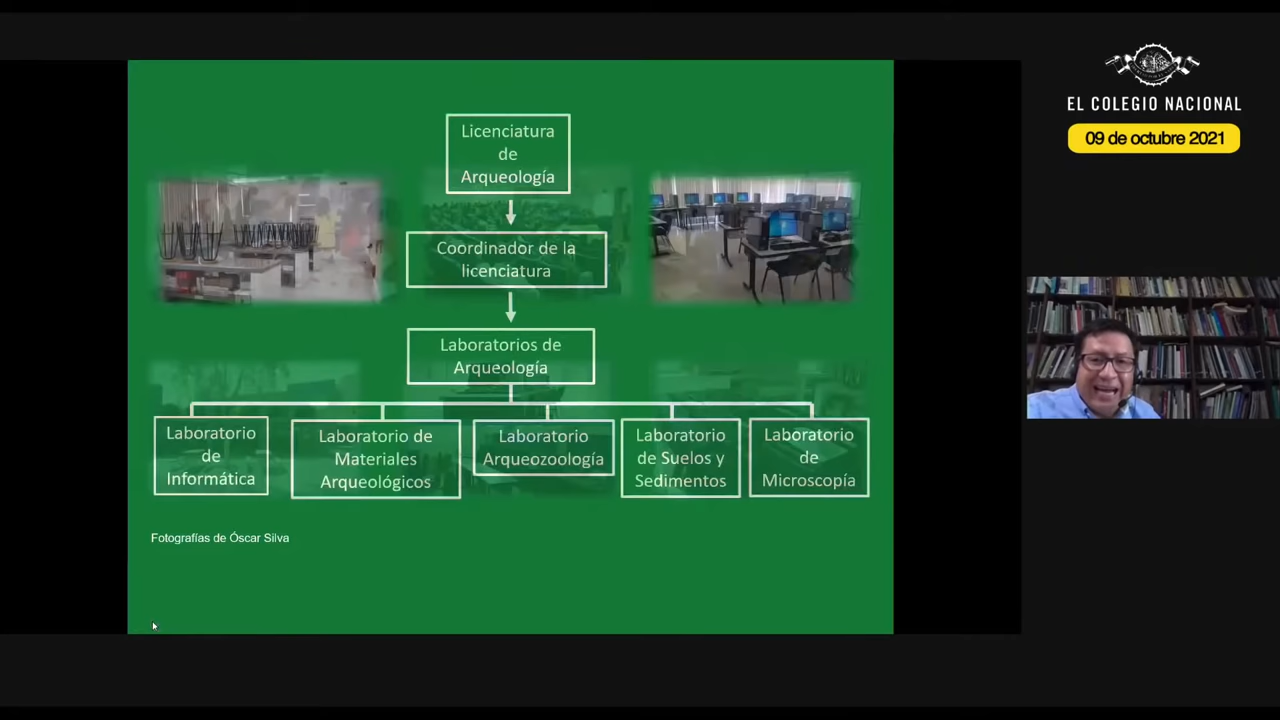 EL COLEGIO NACIONAL
09 de octubre 2021
Licenciatura
de
Arqueología
Coordinador de la
licenciatura
Laboratorios de
Arqueología
Laboratorio
de
Informática
Laboratorio de
Materiales
Arqueológicos
Laboratorio
Arqueozoología
Laboratorio
de Suelos y
Sedimentos
Laboratorio
de
Microscopía
Fotografías de Óscar Silva